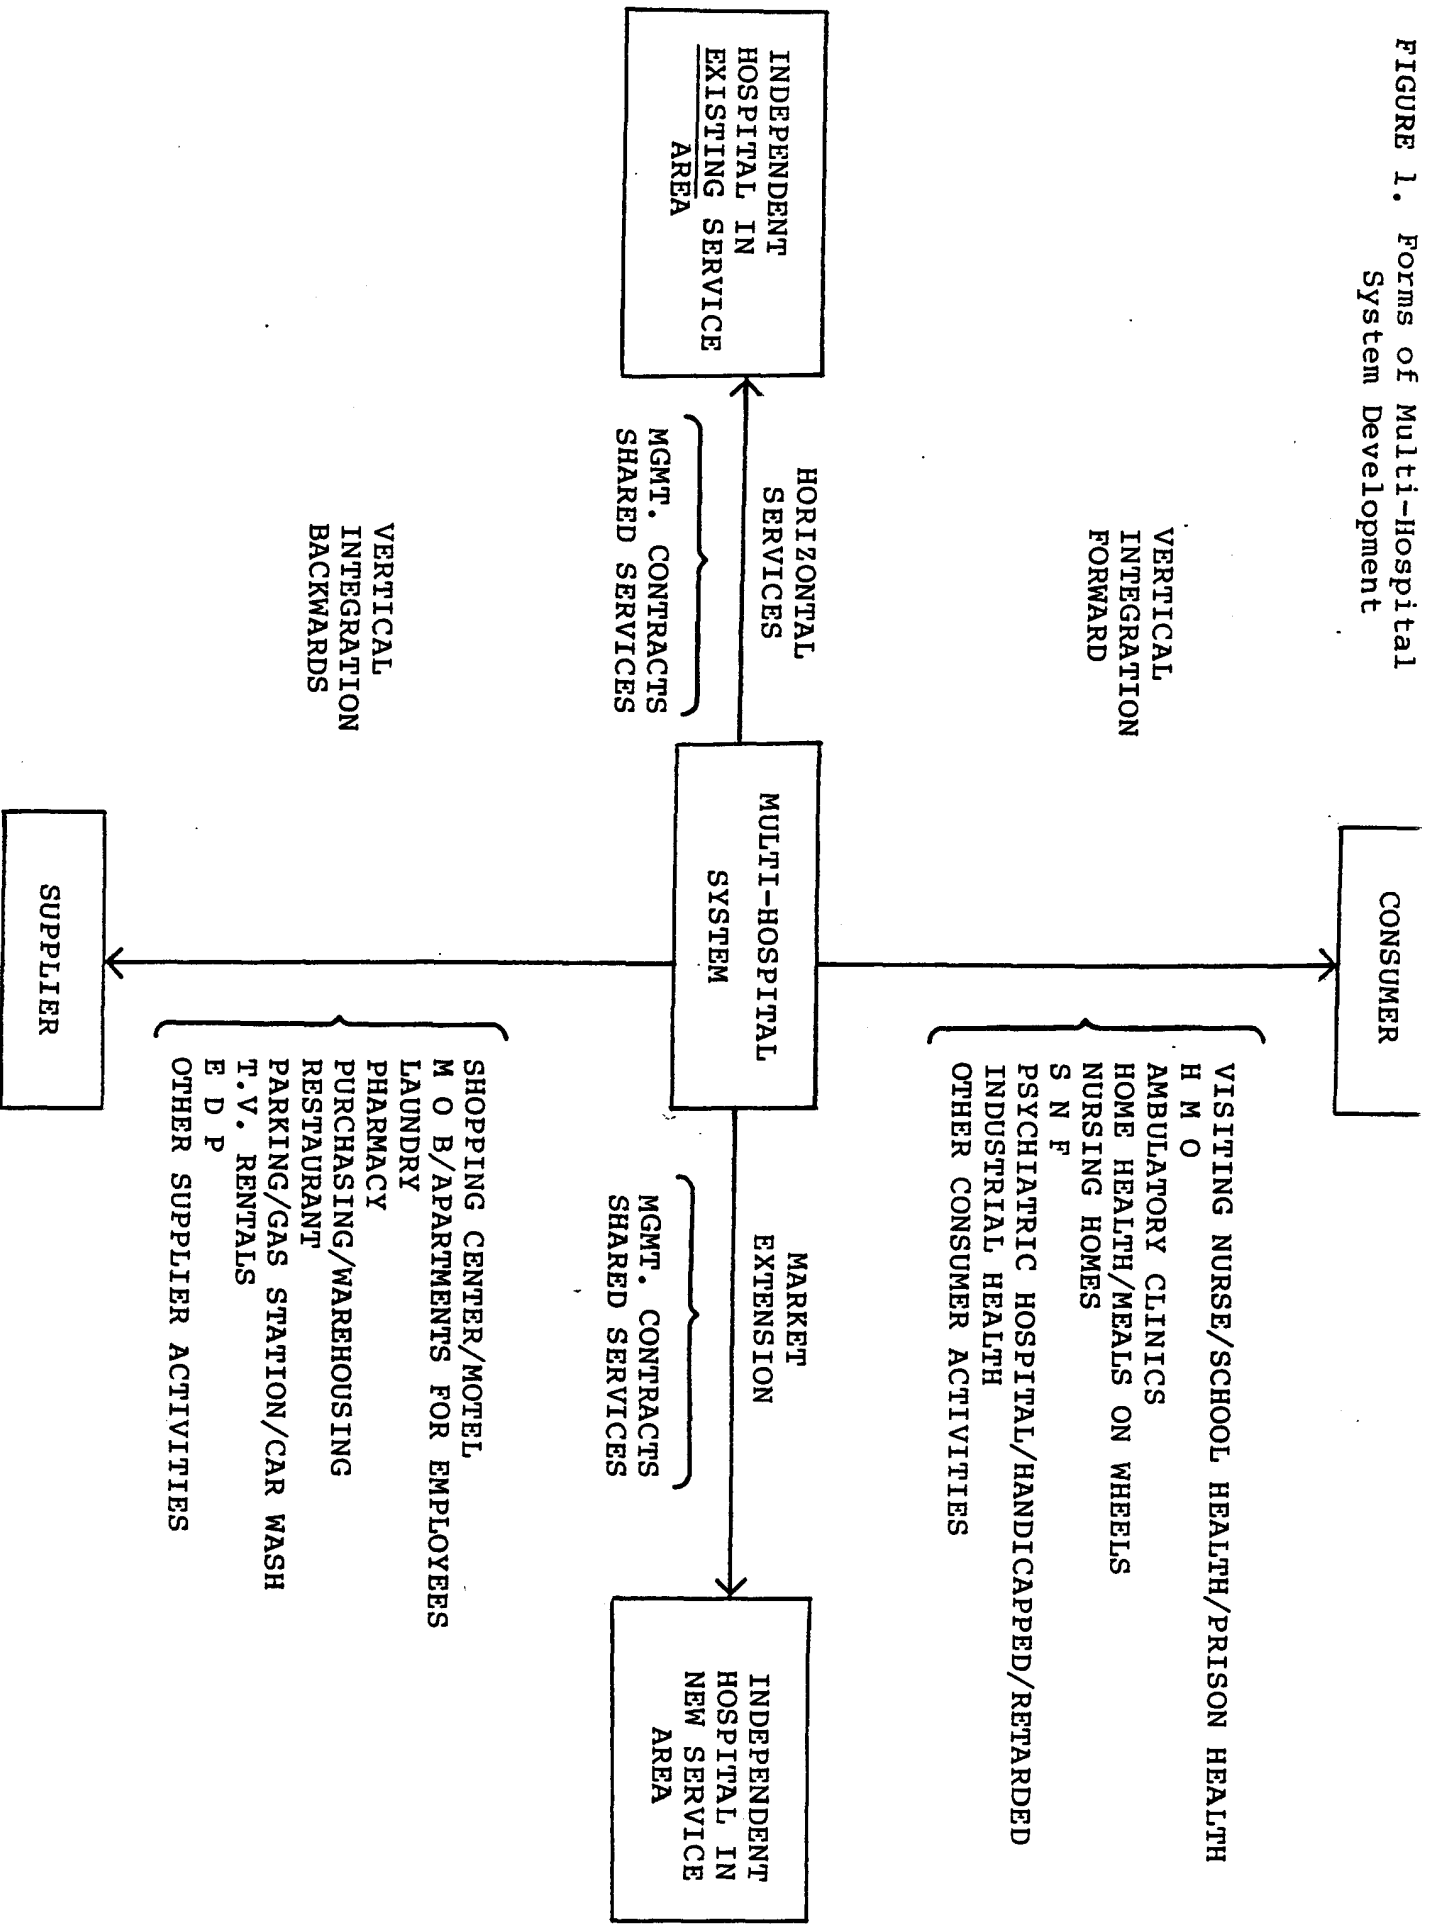 FIGURE 1. Forms of Multi-Hospital
System Development
CONSUMER
VERTICAL
INTEGRATION
FORWARD
VISITING NURSE/SCHOOL HEALTH/PRISON HEALTH
H M O
AMBULATORY CLINICS
HOME HEALTH/MEALS ON WHEELS
NURSING HOMES
S N F
PSYCHIATRIC HOSPITAL/HANDICAPPED/RETARDED
INDUSTRIAL HEALTH
OTHER CONSUMER ACTIVITIES
INDEPENDENT
HOSPITAL IN
EXISTING SERVICE
AREA
HORIZONTAL
SERVICES
MGMT. CONTRACTS
SHARED SERVICES
MULTI-HOSPITAL
SYSTEM
MARKET
EXTENSION
MGMT. CONTRACTS
SHARED SERVICES
INDEPENDENT
HOSPITAL IN
NEW SERVICE
AREA
VERTICAL
INTEGRATION
BACKWARDS
SHOPPING CENTER/MOTEL
M O B/APARTMENTS FOR EMPLOYEES
LAUNDRY
PHARMACY
PURCHASING/WAREHOUSING
RESTAURANT
PARKING/GAS STATION/CAR WASH
T.V. RENTALS
E D P
OTHER SUPPLIER ACTIVITIES
SUPPLIER